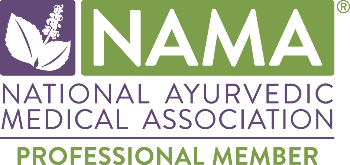 NAMA®
NATIONAL AYURVEDIC
MEDICAL ASSOCIATION
PROFESSIONAL MEMBER